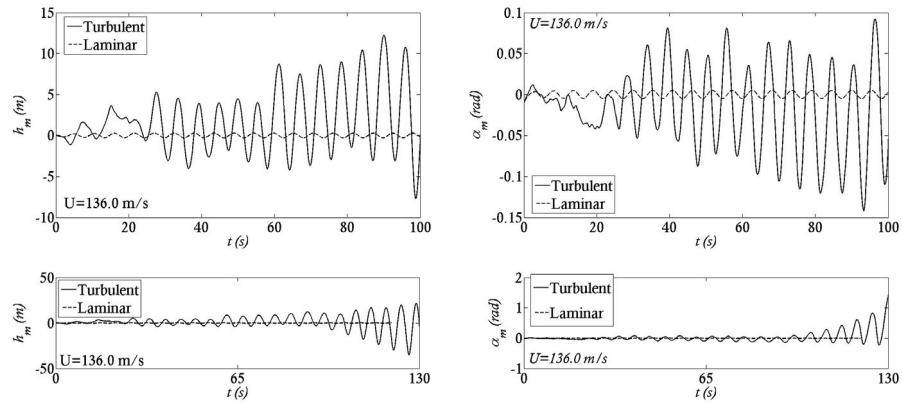 15
10
5
0
-5
-10
h_m (m)
Turbulent
Laminar
U=136.0 m/s
0 20 40 60 80 100
t (s)
0.1
0.05
0
-0.05
-0.1
-0.15
α_m (rad)
U=136.0 m/s
Turbulent
Laminar
0 20 40 60 80 100
t (s)
50
0
-50
h_m (m)
Turbulent
Laminar
U=136.0 m/s
0 65 130
t (s)
2
1
0
-1
α_m (rad)
Turbulent
Laminar
U=136.0 m/s
0 65 130
t (s)